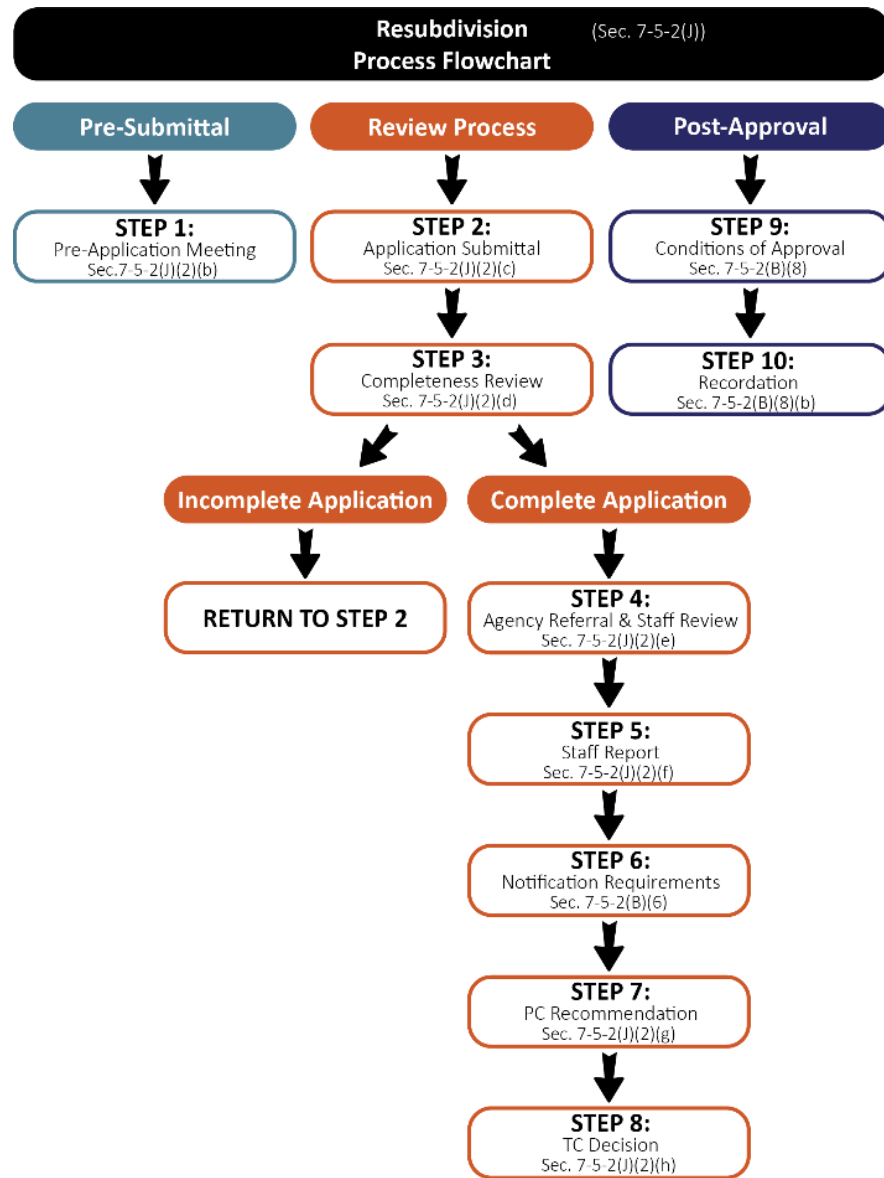 Resubdivision (Sec. 7-5-2(J))
Process Flowchart
Pre-Submittal
Review Process
Post-Approval
STEP 1:
Pre-Application Meeting
Sec.7-5-2(J)(2)(b)
STEP 2:
Application Submittal
Sec. 7-5-2(J)(2)(c)
STEP 9:
Conditions of Approval
Sec. 7-5-2(B)(8)
STEP 3:
Completeness Review
Sec. 7-5-2(J)(2)(d)
STEP 10:
Recordation
Sec. 7-5-2(B)(8)(b)
Incomplete Application
Complete Application
RETURN TO STEP 2
STEP 4:
Agency Referral & Staff Review
Sec. 7-5-2(J)(2)(e)
STEP 5:
Staff Report
Sec. 7-5-2(J)(2)(f)
STEP 6:
Notification Requirements
Sec. 7-5-2(B)(6)
STEP 7:
PC Recommendation
Sec. 7-5-2(J)(2)(g)
STEP 8:
TC Decision
Sec. 7-5-2(J)(2)(h)